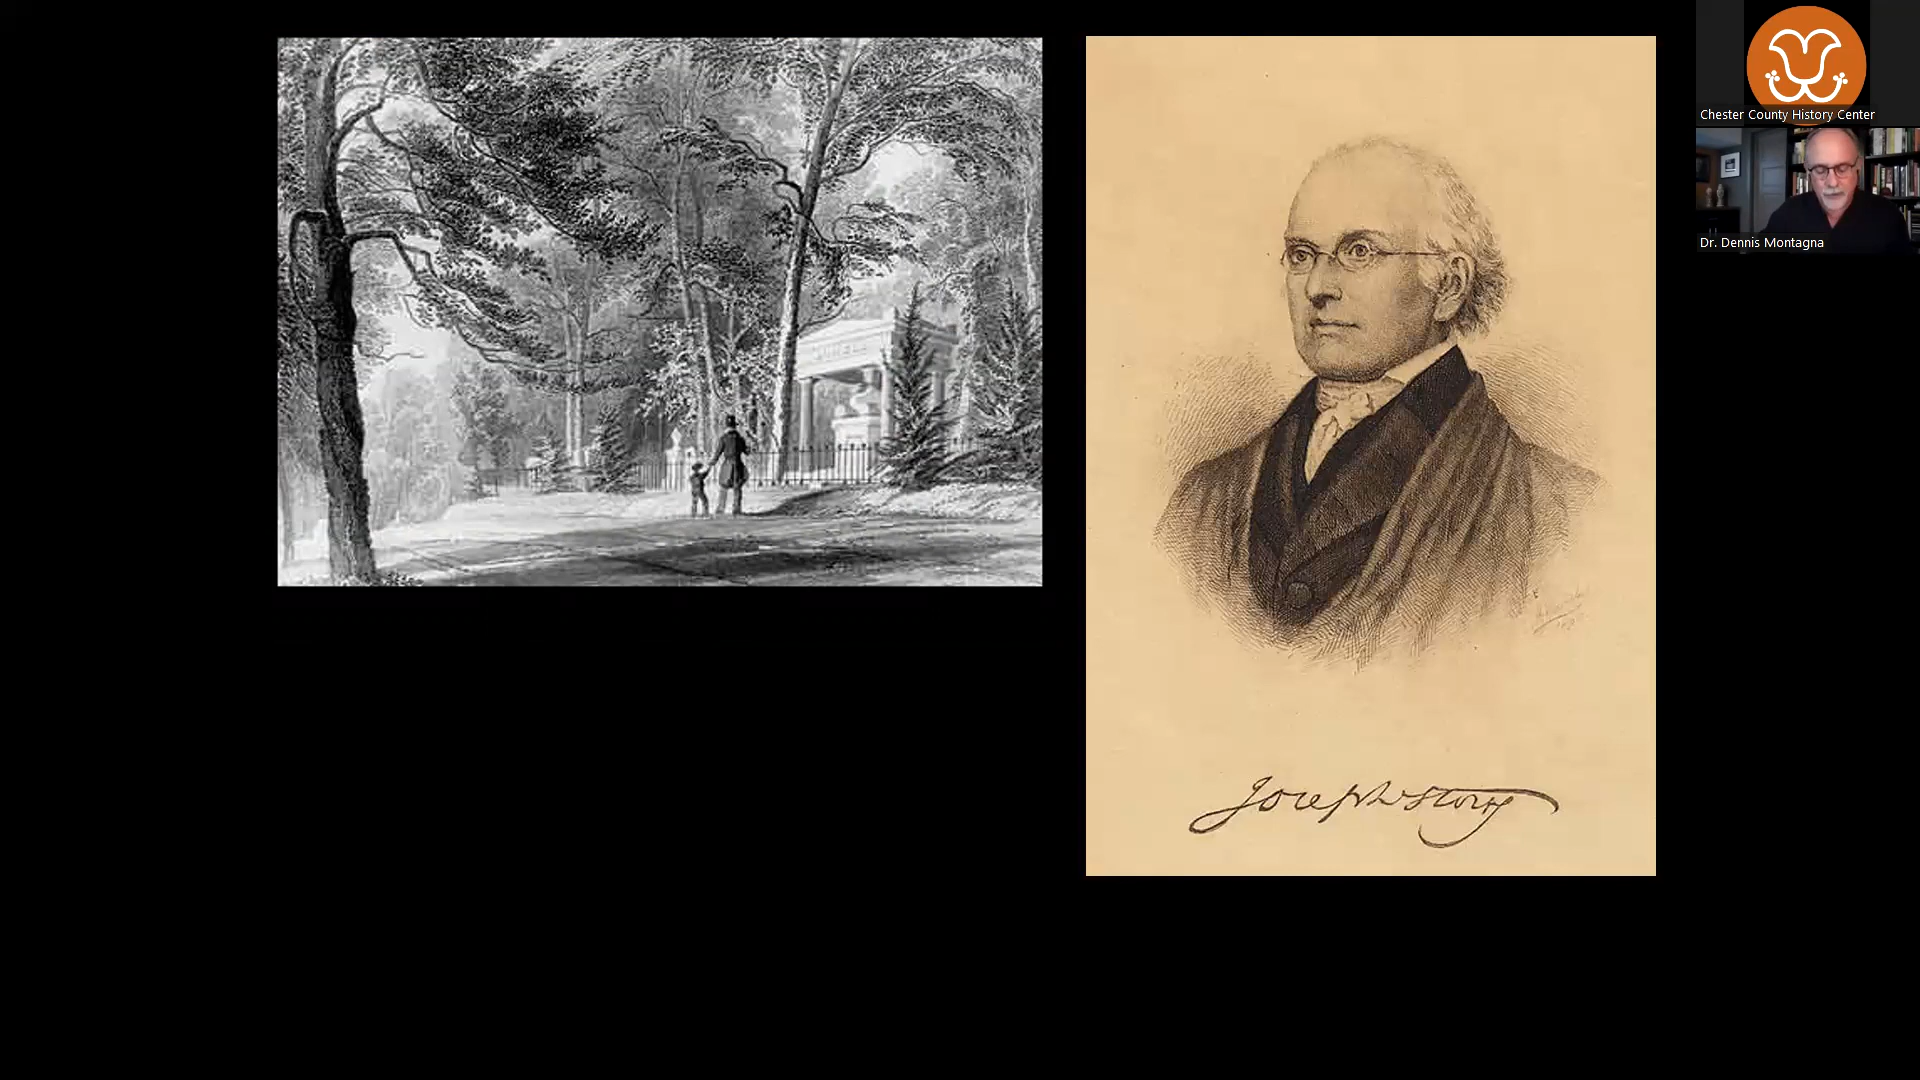 Chester County History Center
Dr. Dennis Montagna
Joseph Story